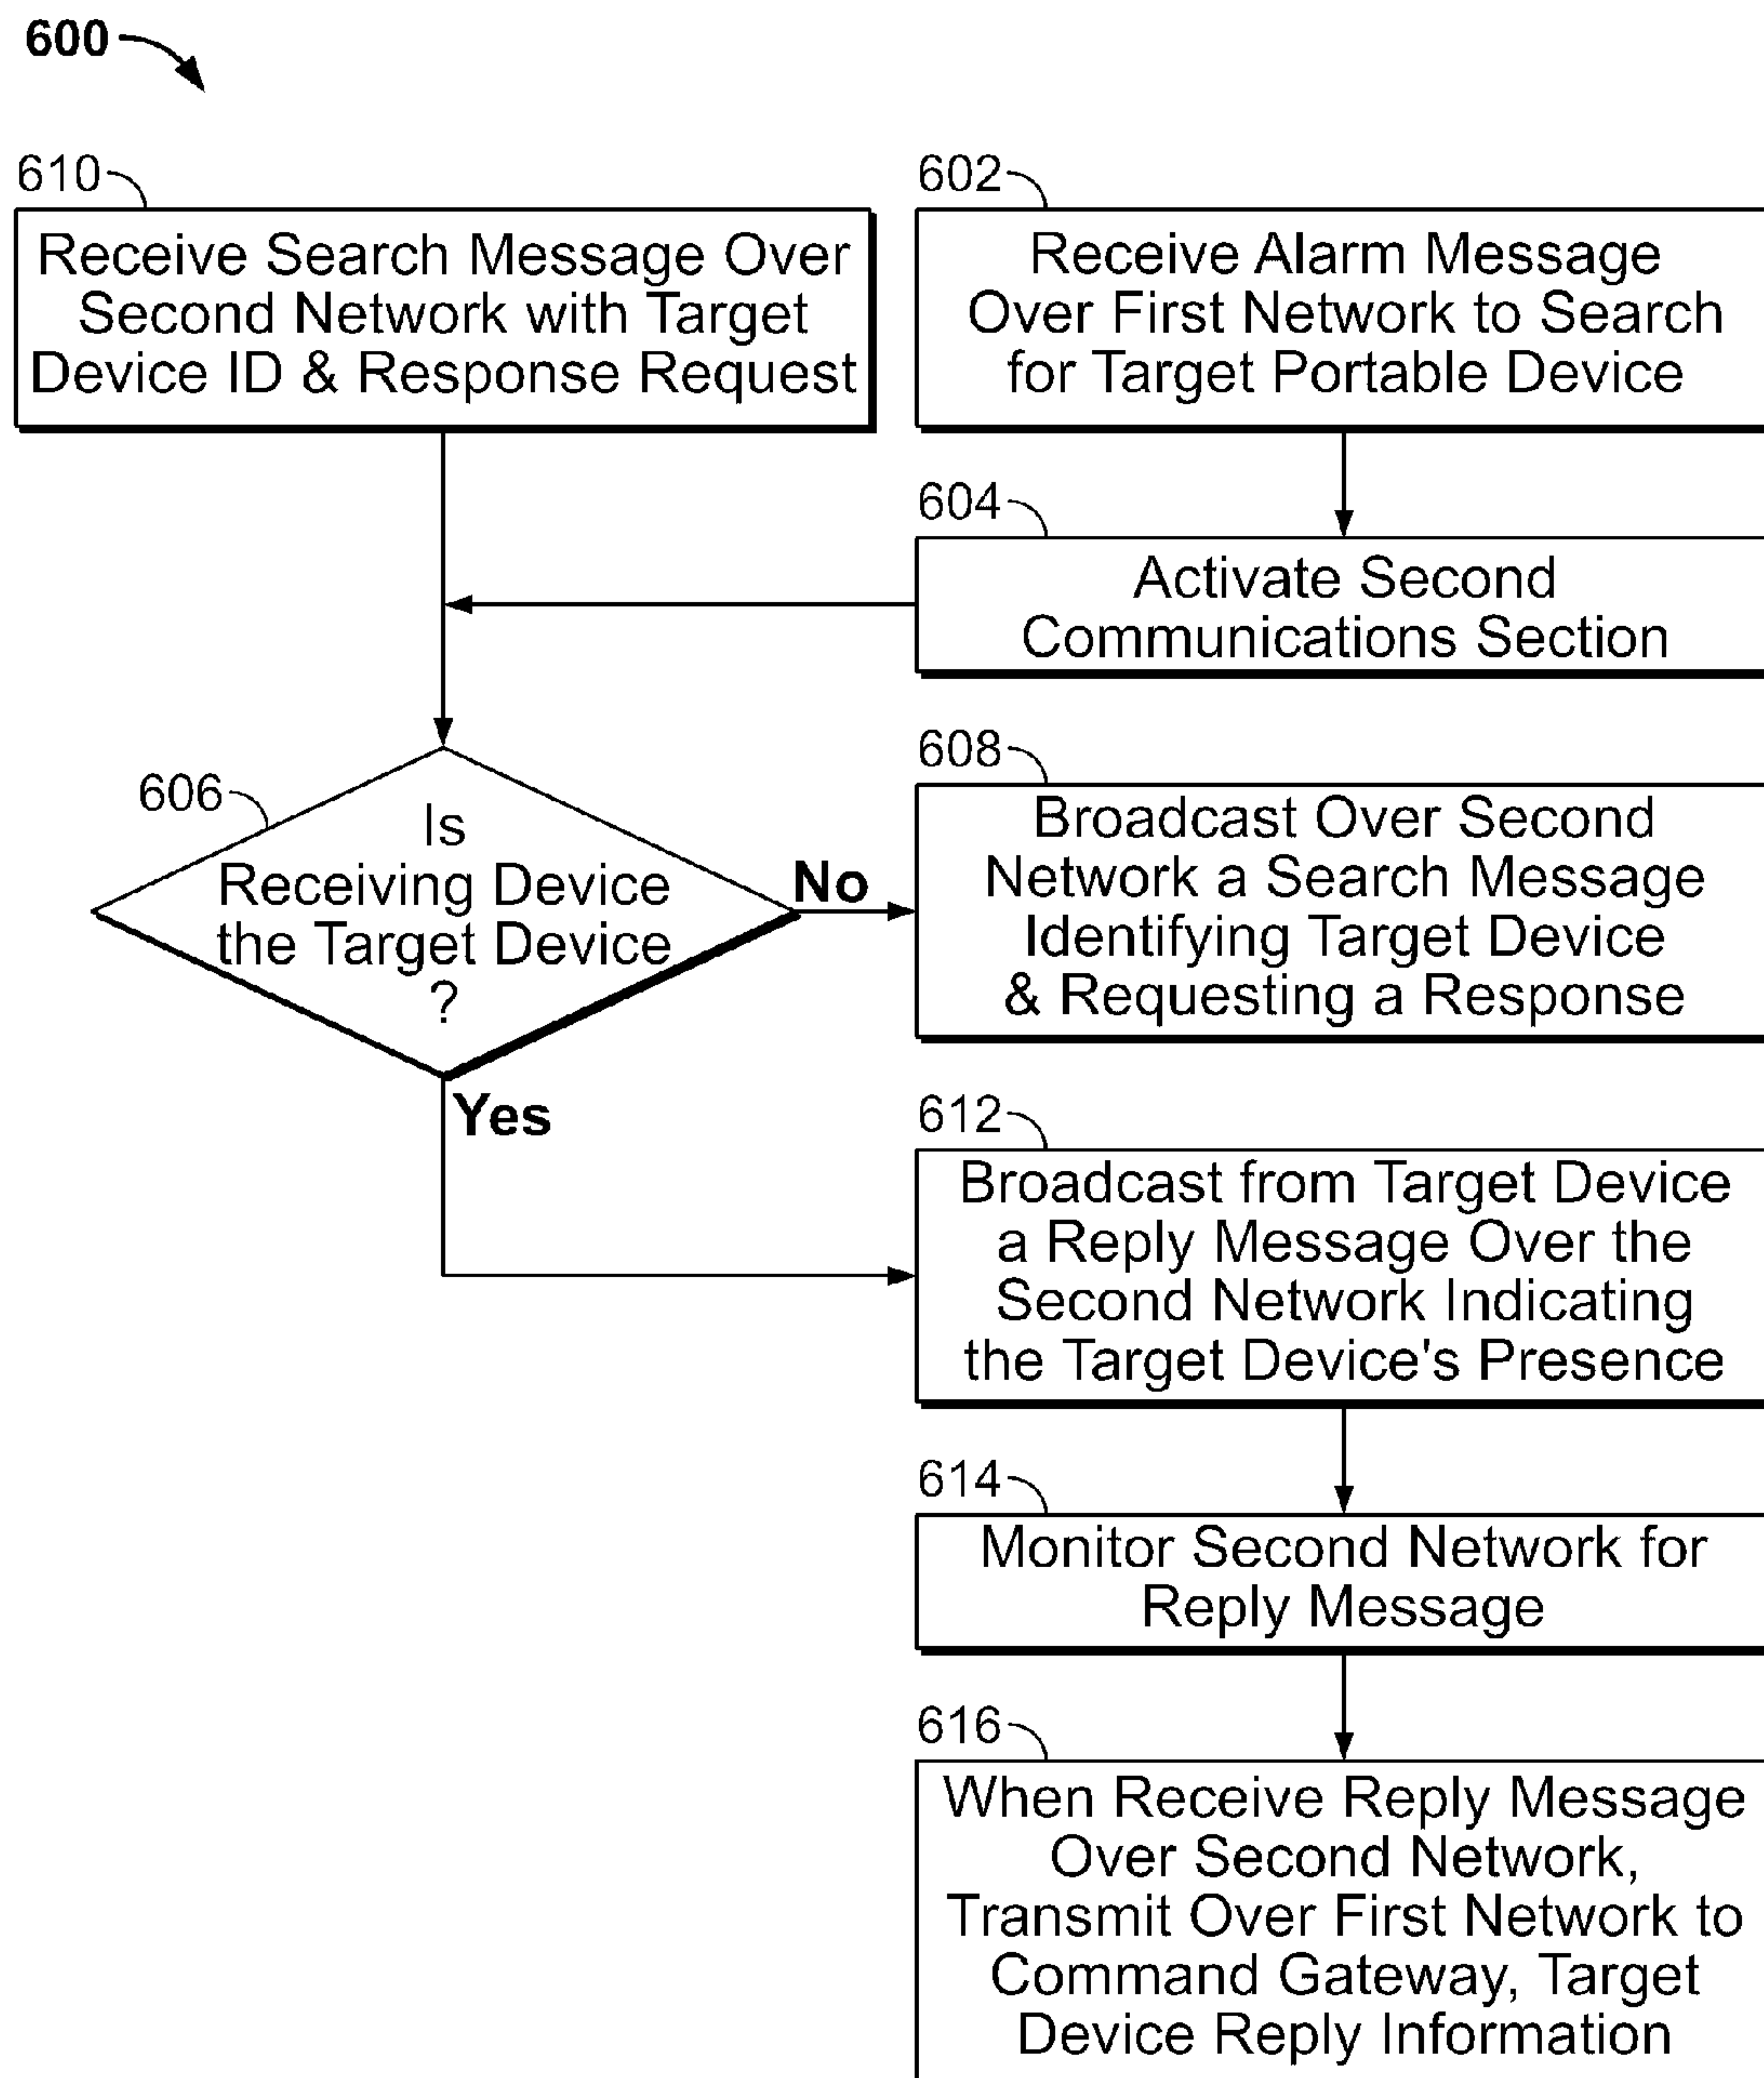 600
610
Receive Search Message Over
Second Network with Target
Device ID & Response Request
602
Receive Alarm Message
Over First Network to Search
for Target Portable Device
604
Activate Second
Communications Section
606
Is
Receiving Device
the Target Device
?
No
Yes
608
Broadcast Over Second
Network a Search Message
Identifying Target Device
& Requesting a Response
612
Broadcast from Target Device
a Reply Message Over the
Second Network Indicating
the Target Device's Presence
614
Monitor Second Network for
Reply Message
616
When Receive Reply Message
Over Second Network,
Transmit Over First Network to
Command Gateway, Target
Device Reply Information